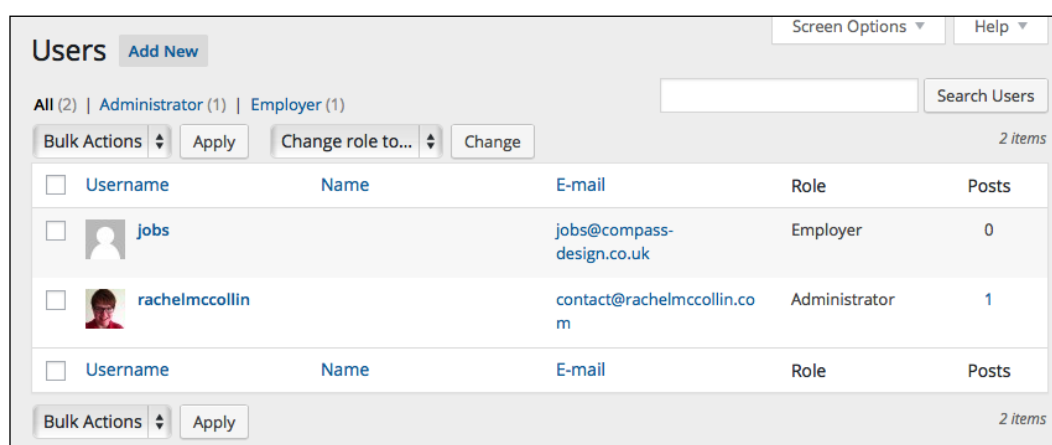 Screen Options Help
Users Add New
All (2) | Administrator (1) | Employer (1) Search Users
Bulk Actions Apply Change role to... Change 2 items
Username Name E-mail Role Posts
jobs jobs@compass- Employer 0
design.co.uk
rachelmccollin contact@rachelmccollin.co Administrator 1
m
Username Name E-mail Role Posts
Bulk Actions Apply 2 items